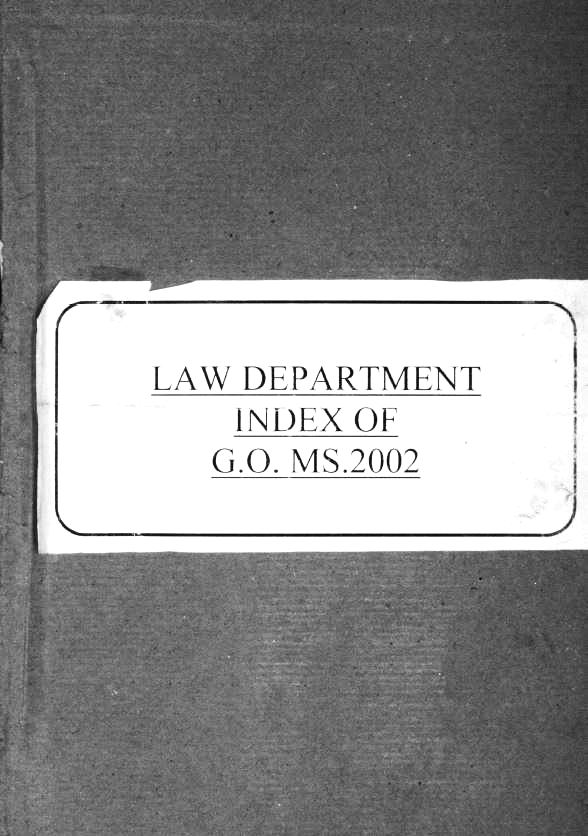 LAW DEPARTMENT
INDEX OF
G.O. MS.2002